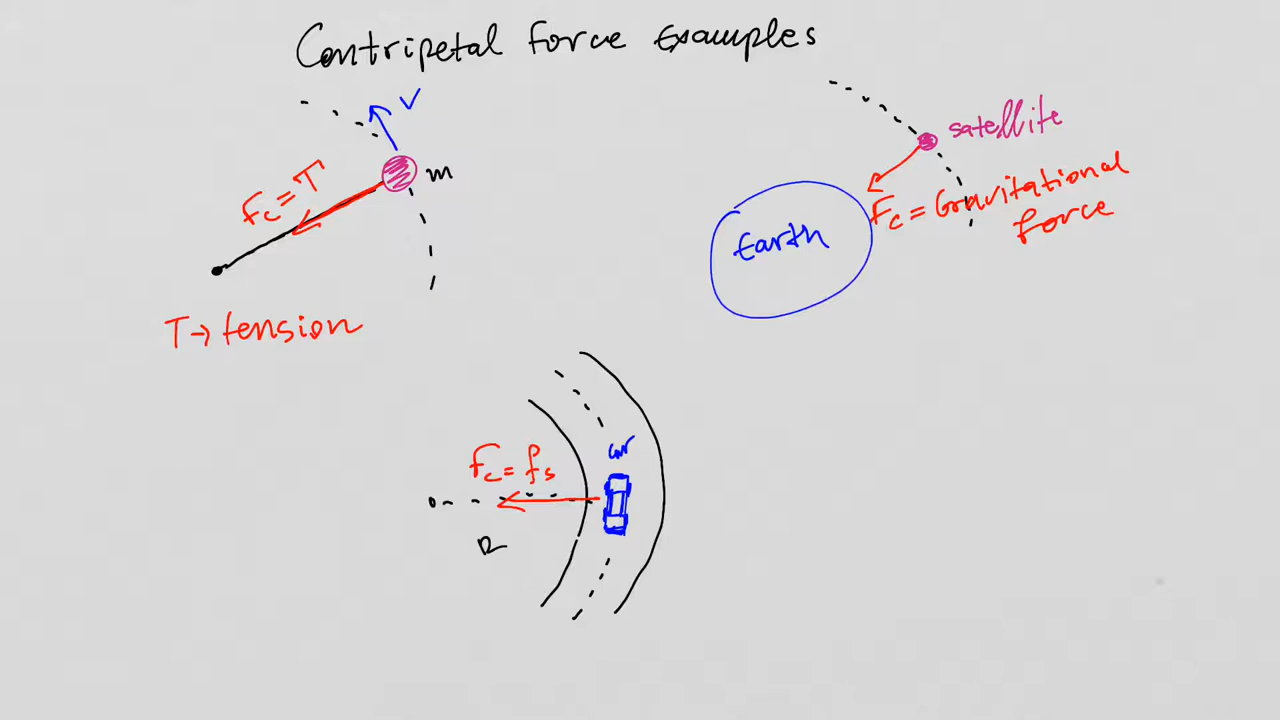 Centripetal force Examples
V
m
Fc = T
T → tension
satellite
Fc = Gravitational
force
Earth
car
Fc = fs
R